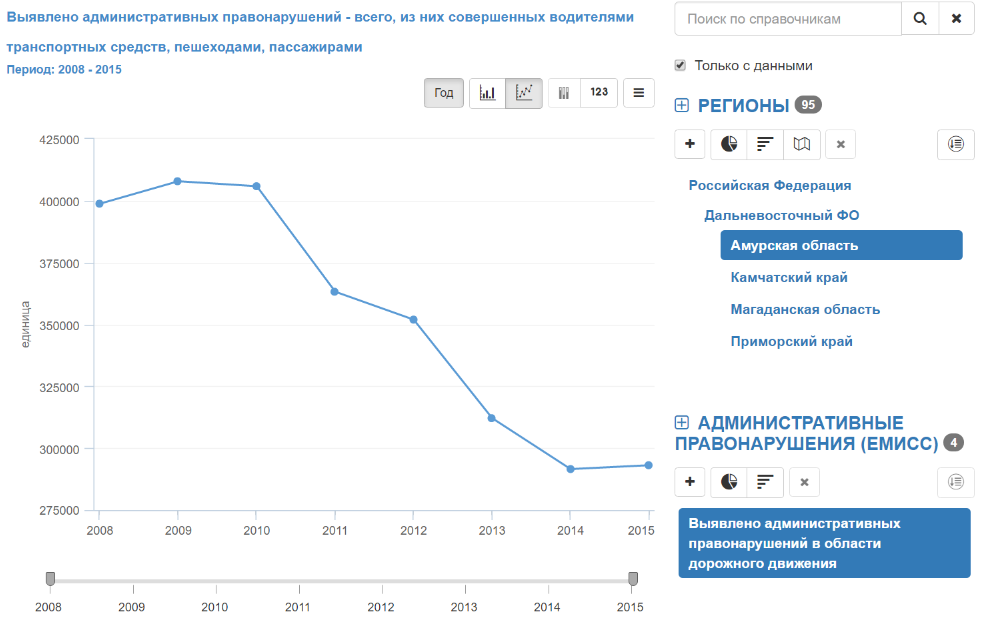 Выявлено административных правонарушений - всего, из них совершенных водителями
транспортных средств, пешеходами, пассажирами
Период: 2008 - 2015
Год
123
425000
400000
375000
350000
325000
300000
275000
единица
2008 2009 2010 2011 2012 2013 2014 2015
2008 2009 2010 2011 2012 2013 2014 2015
Поиск по справочникам
Только с данными
РЕГИОНЫ 95
Российская Федерация
Дальневосточный ФО
Амурская область
Камчатский край
Магаданская область
Приморский край
АДМИНИСТРАТИВНЫЕ
ПРАВОНАРУШЕНИЯ (ЕМИСС) 4
Выявлено административных
правонарушений в области
дорожного движения